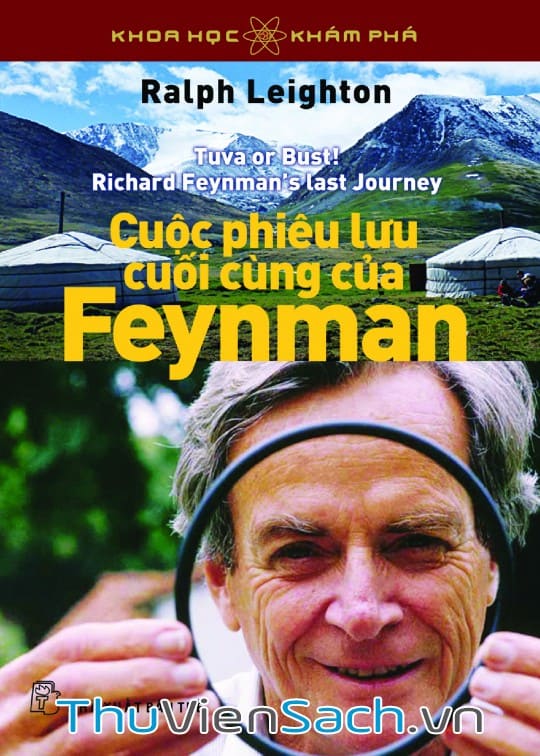 KHOA HỌC KHÁM PHÁ
Ralph Leighton
Tuva or Bust!
Richard Feynman's last Journey
Cuộc phiêu lưu
cuối cùng của
Feynman
ThuVienSach.vn